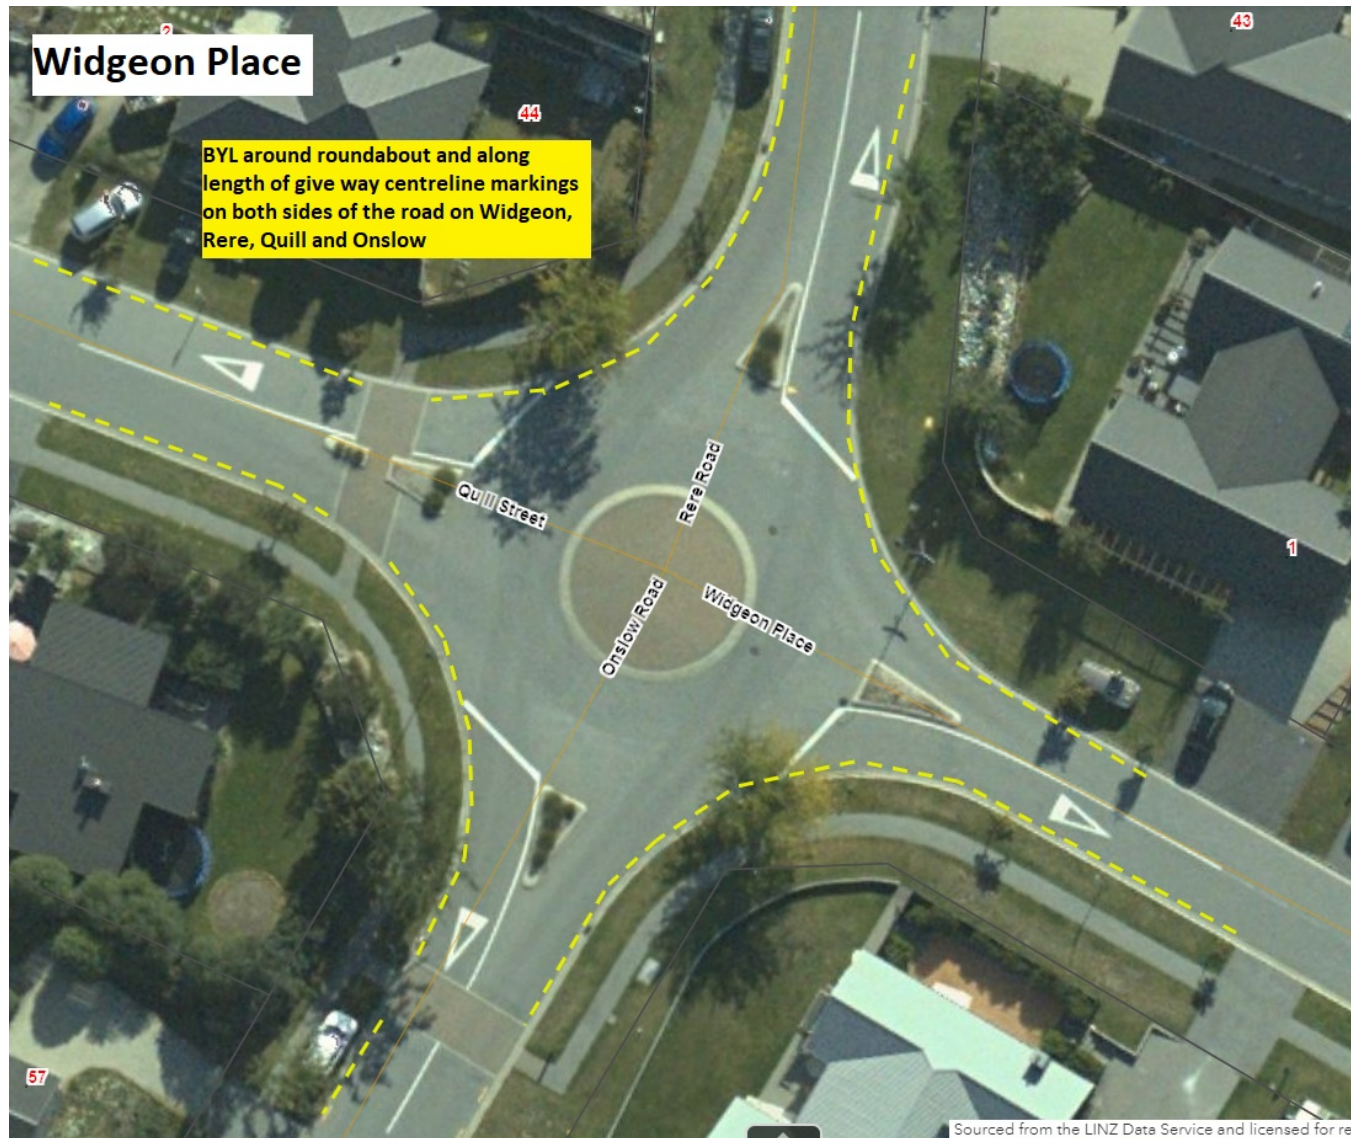 2
43
Widgeon Place
44
BYL around roundabout and along
length of give way centreline markings
on both sides of the road on Widgeon,
Rere, Quill and Onslow
Rere Road
Quill Street
1
Widgeon Place
Onslow Road
57
Sourced from the LINZ Data Service and licensed for re